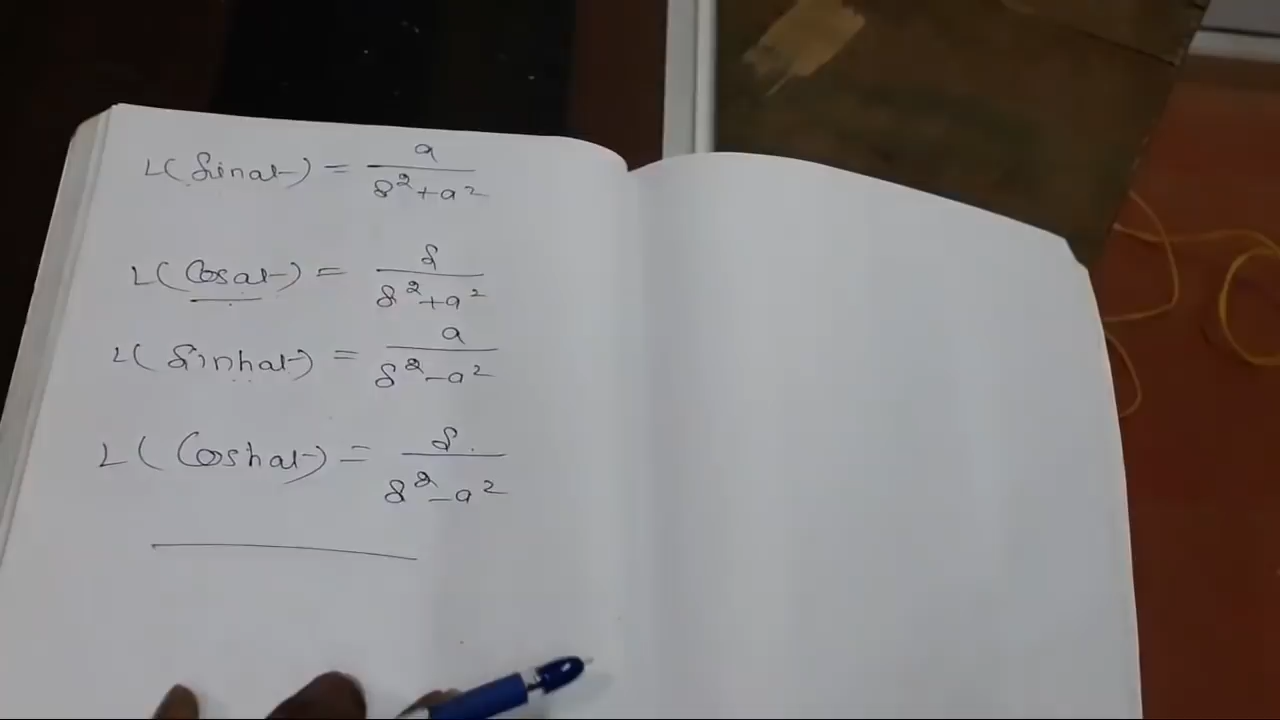 L(Sinat) = a/(s²+a²)
L(Cosat) = s/(s²+a²)
L(Sinhat) = a/(s²-a²)
L(Coshat) = s/(s²-a²)